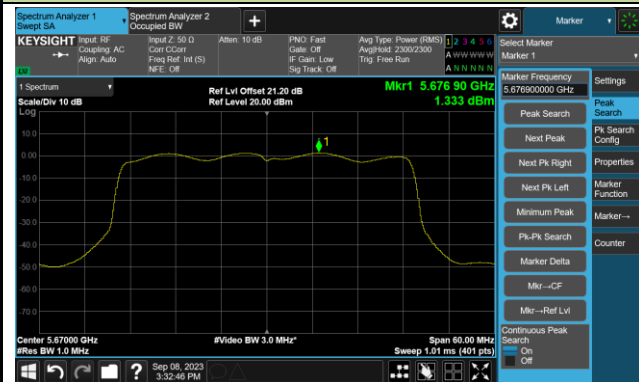 Spectrum Analyzer 1
Swept SA
Spectrum Analyzer 2
Occupied BW
+
Marker
KEYSIGHT
Input: RF
Coupling: AC
Align: Auto
Input Z: 50 Ω
Corr CCorr
Freq Ref: Int (S)
NFE: Off
Atten: 10 dB
PNO: Fast
Gate: Off
IF Gain: Low
Sig Track: Off
Avg Type: Power (RMS)
Avg|Hold: 2300/2300
Trig: Free Run
1 2 3 4 5 6
A W W W W W
A N N N N N
LXI
Select Marker
Marker 1
1 Spectrum
Scale/Div 10 dB
Log
Ref Lvl Offset 21.20 dB
Ref Level 20.00 dBm
Mkr1 5.676 90 GHz
1.333 dBm
10.0
0.00
-10.0
-20.0
-30.0
-40.0
-50.0
-60.0
-70.0
1
Center 5.67000 GHz
#Res BW 1.0 MHz
#Video BW 3.0 MHz*
Span 60.00 MHz
Sweep 1.01 ms (401 pts)
Marker Frequency
5.676900000 GHz
Peak Search
Next Peak
Next Pk Right
Next Pk Left
Minimum Peak
Pk-Pk Search
Marker Delta
Mkr→CF
Mkr→Ref Lvl
Continuous Peak
Search
On
Off
Settings
Peak
Search
Pk Search
Config
Properties
Marker
Function
Marker→
Counter
?
Sep 08, 2023
3:32:46 PM